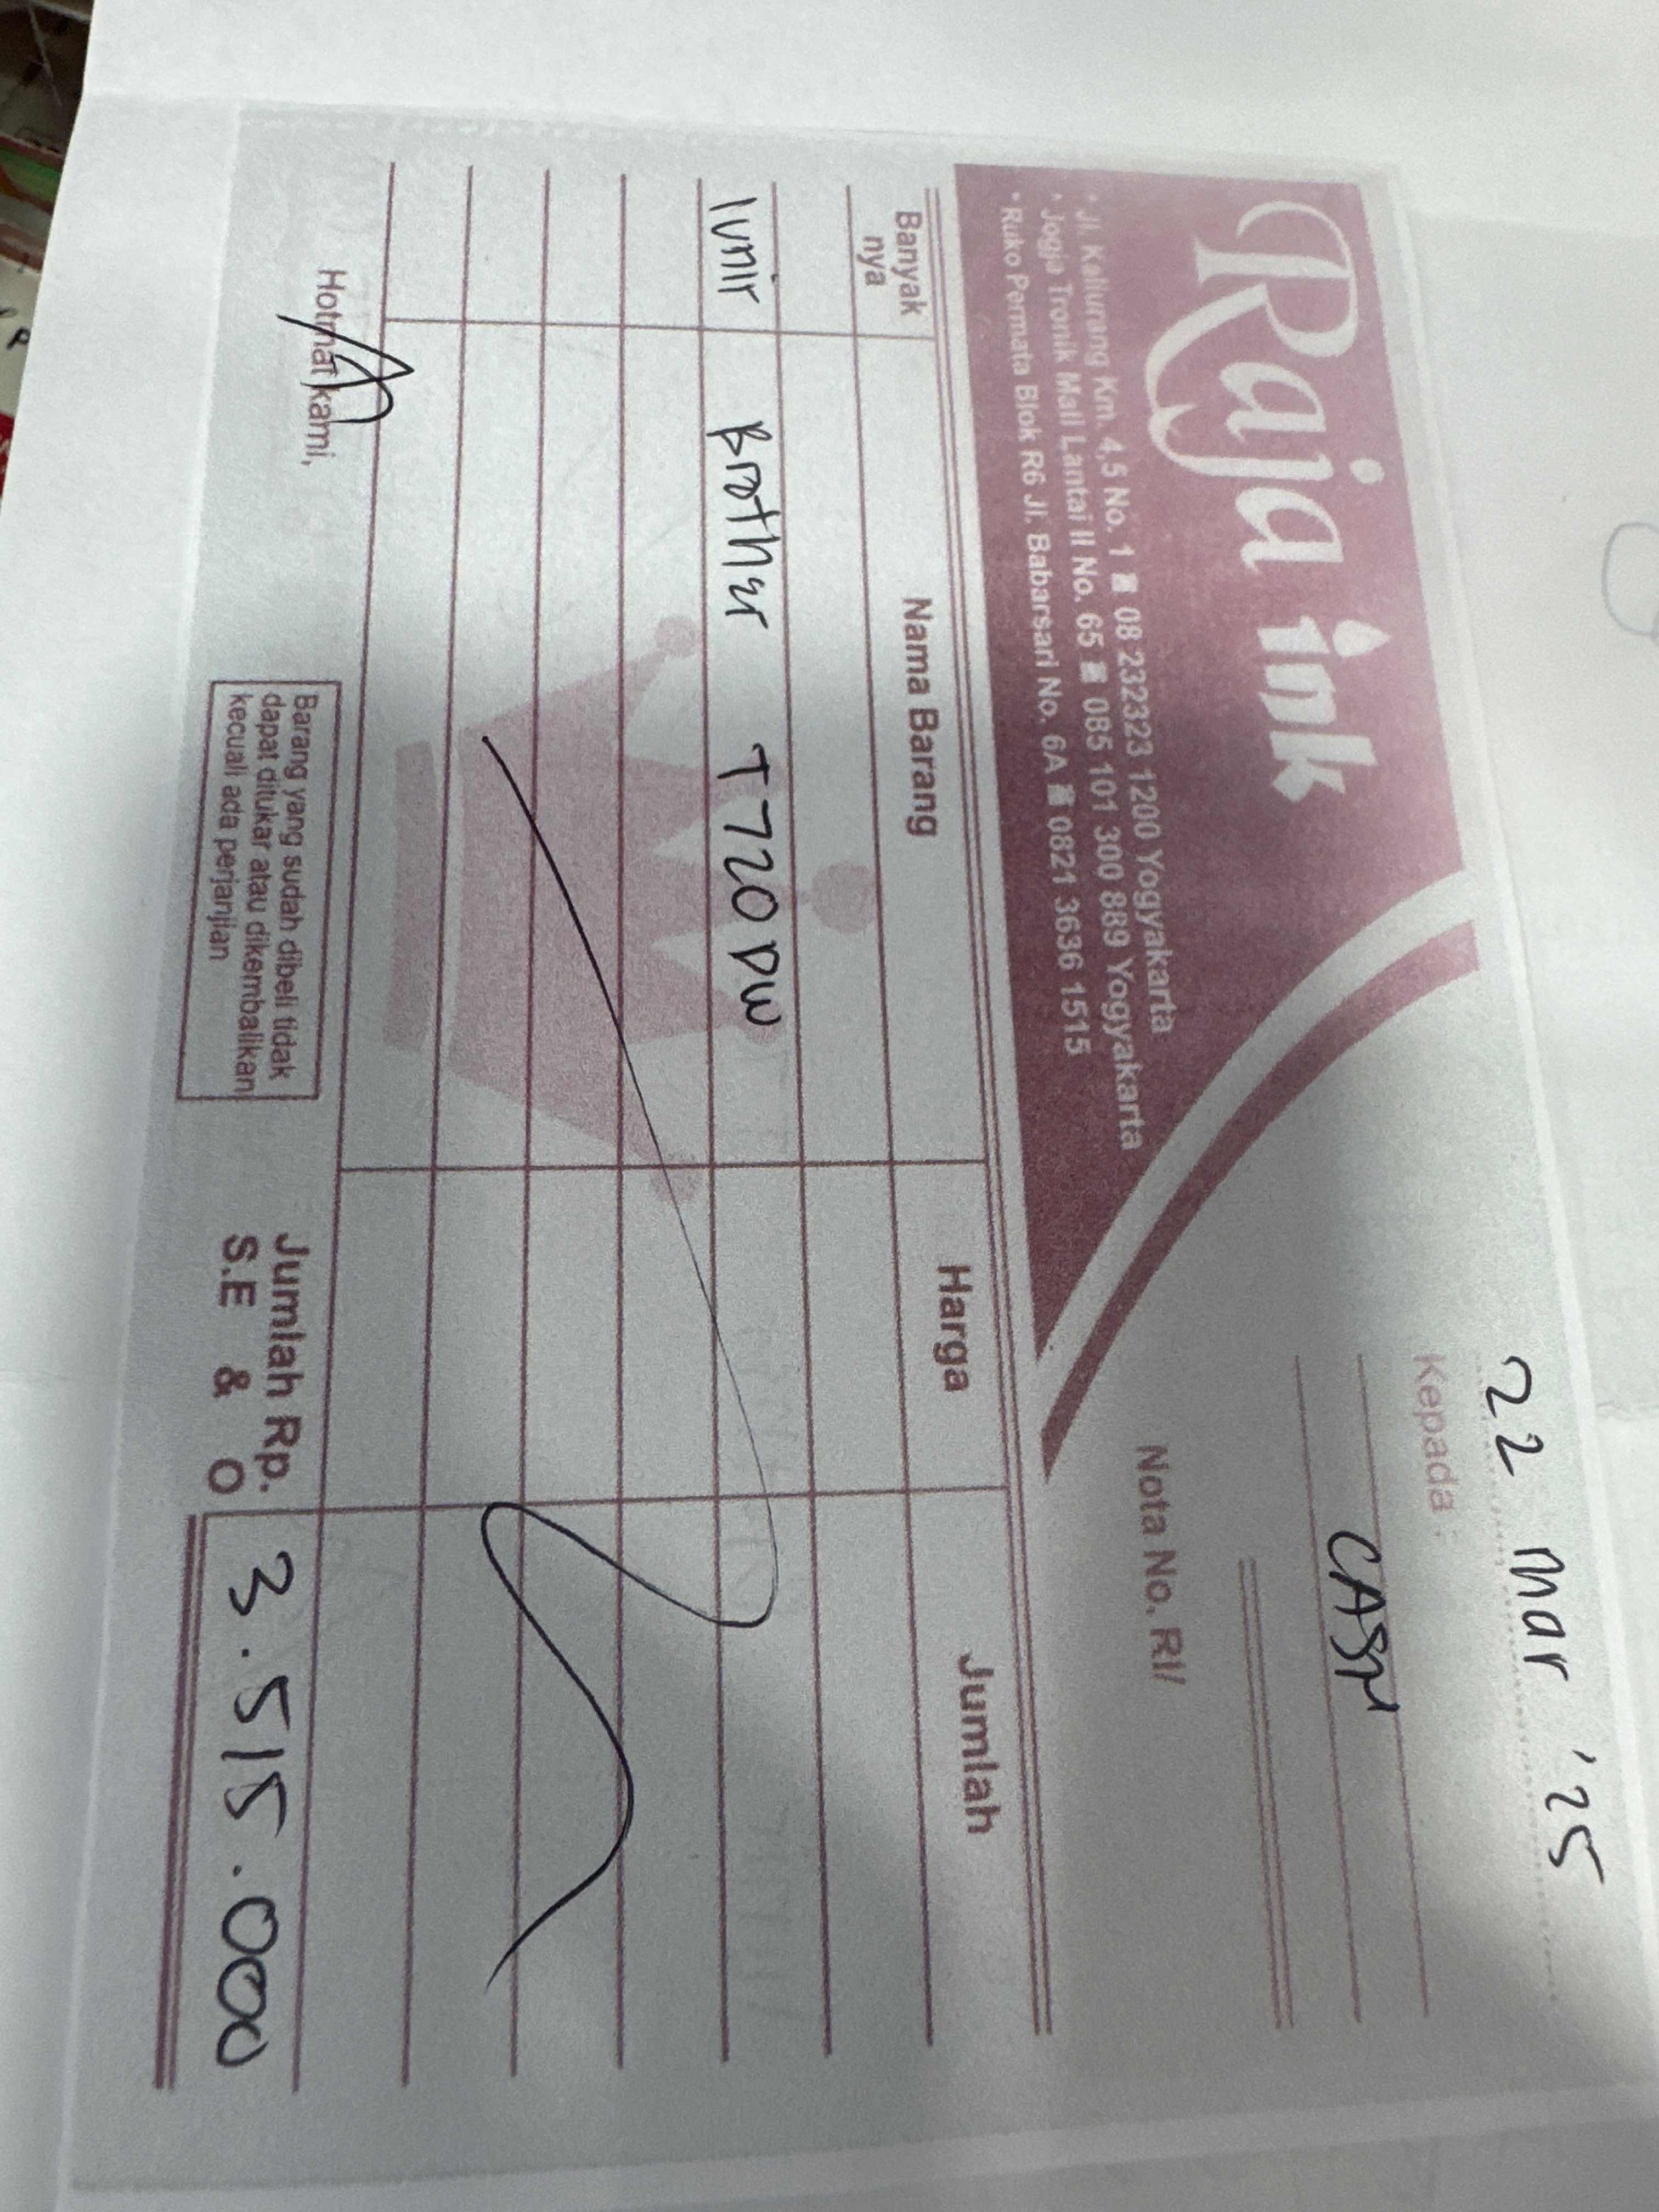 22 Mar '25
Kepada :
CASH
Raja ink
* Jl. Kaliurang Km. 4,5 No. 1 08 232323 1200 Yogyakarta
* Jogja Tronik Mall Lantai II No. 65 085 101 300 889 Yogyakarta
* Ruko Permata Blok R6 Jl. Babarsari No. 6A 0821 3636 1515
Nota No. RI/
Banyak nya Nama Barang Harga Jumlah
1 unit Brother T720DW
Hormat kami,
Barang yang sudah dibeli tidak
dapat ditukar atau dikembalikan
kecuali ada perjanjian
Jumlah Rp. 3.515.000
S.E & O